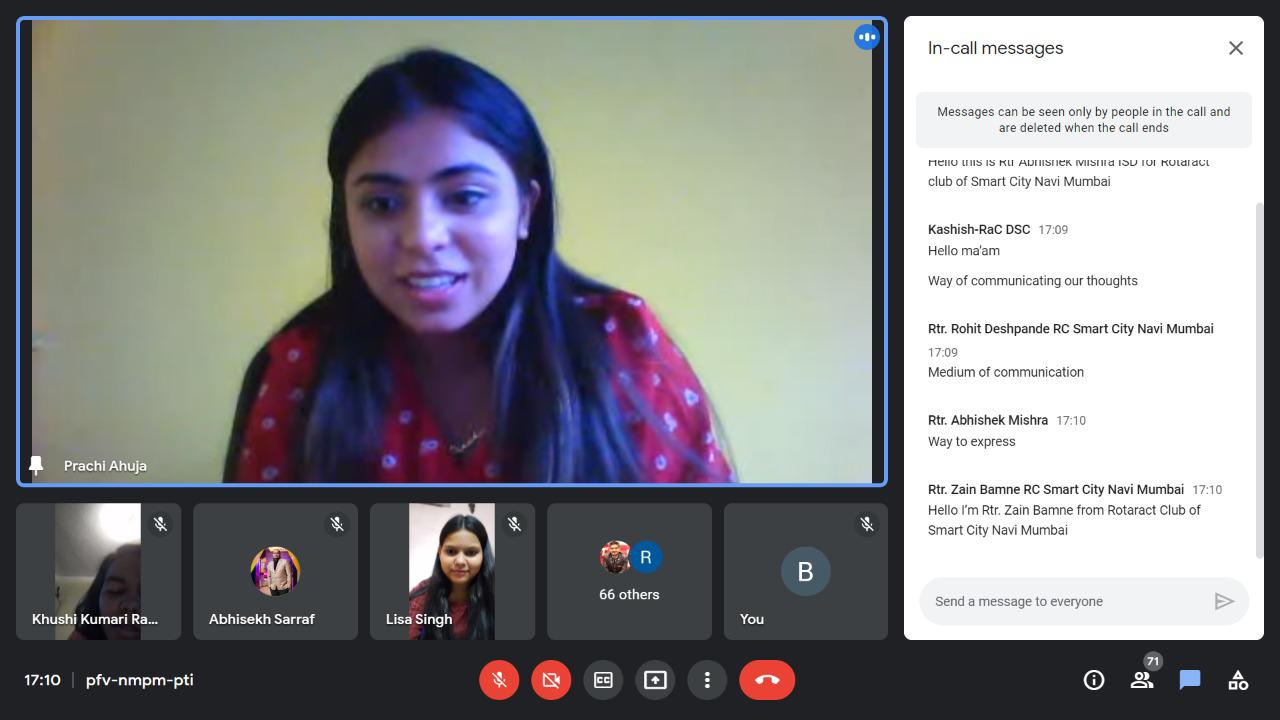 In-call messages
Messages can be seen only by people in the call and
are deleted when the call ends
Hello this is Rtr Abhishek Mishra ISD for Rotaract
club of Smart City Navi Mumbai
Kashish-RaC DSC 17:09
Hello ma'am
Way of communicating our thoughts
Rtr. Rohit Deshpande RC Smart City Navi Mumbai
17:09
Medium of communication
Rtr. Abhishek Mishra 17:10
Way to express
Rtr. Zain Bamne RC Smart City Navi Mumbai 17:10
Hello I'm Rtr. Zain Bamne from Rotaract Club of
Smart City Navi Mumbai
Send a message to everyone
Prachi Ahuja
Khushi Kumari Ra...
Abhisekh Sarraf
Lisa Singh
R
66 others
B
You
17:10 | pfv-nmpm-pti
CC
71